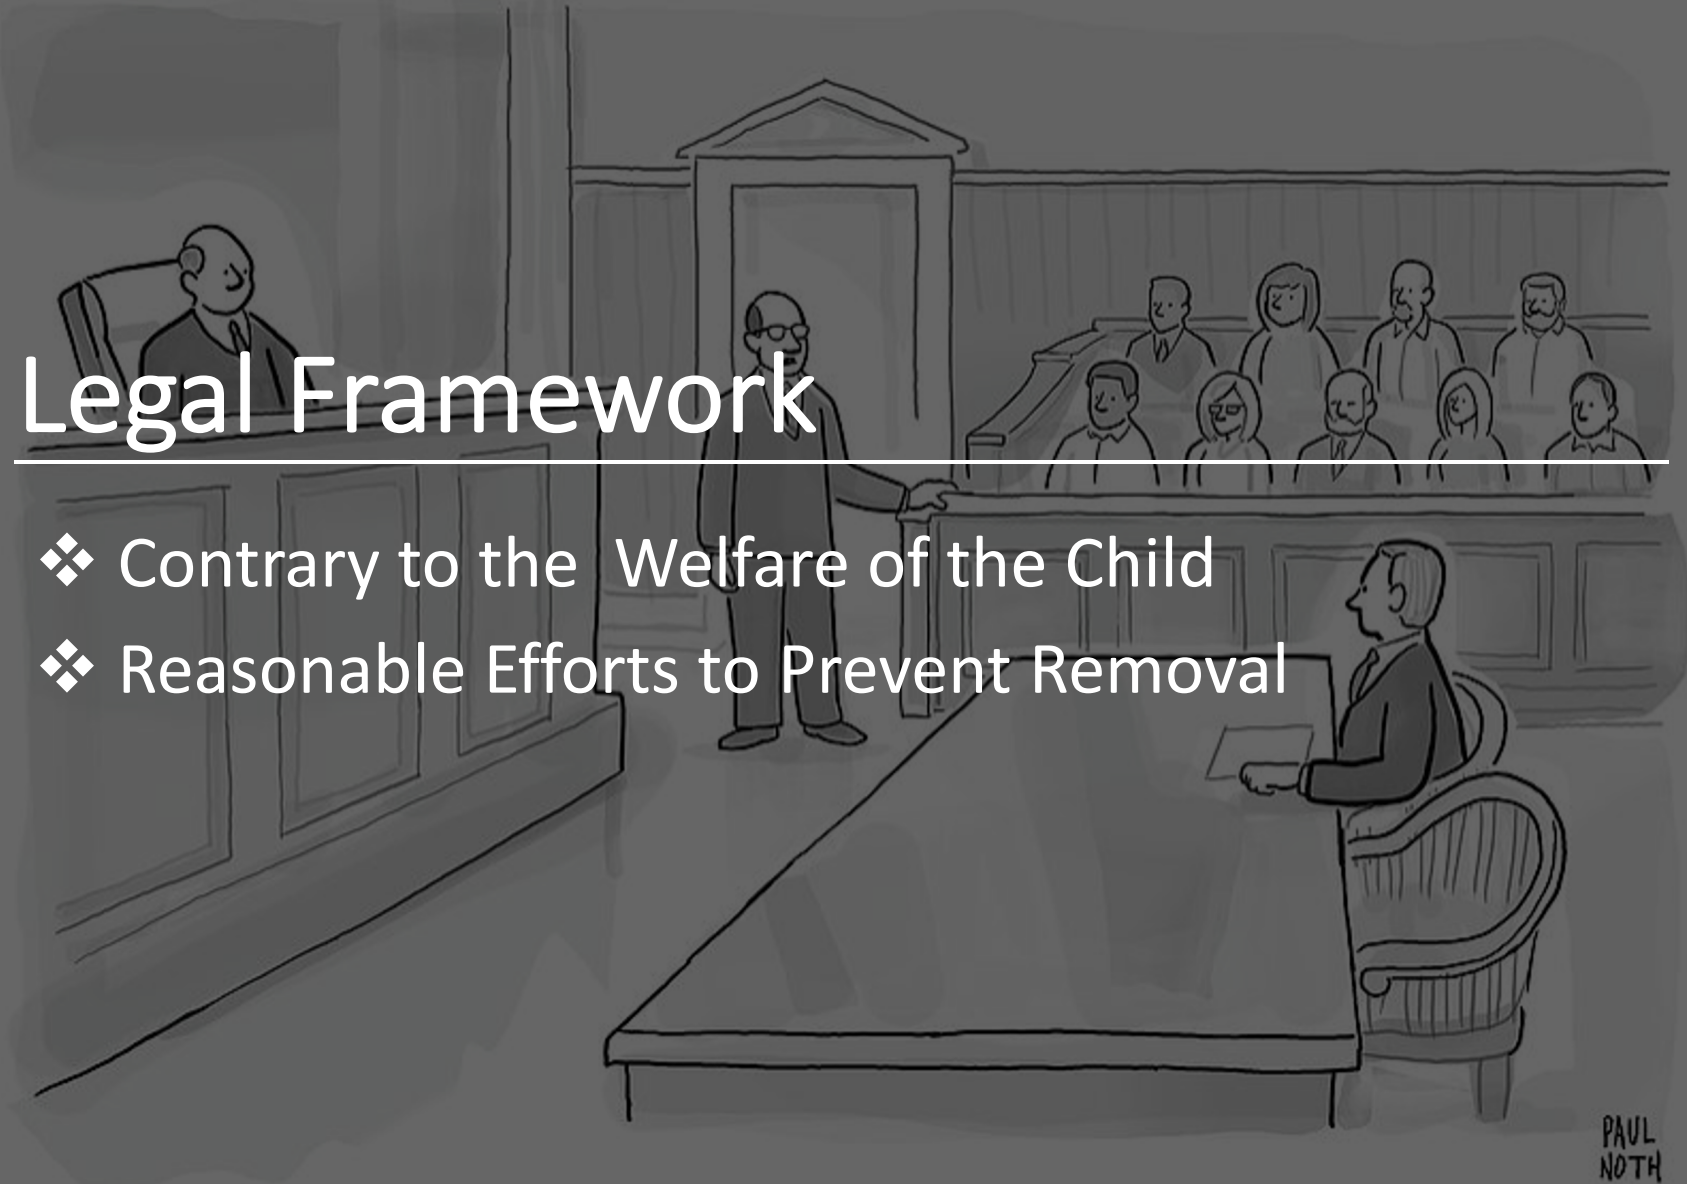 Legal Framework
❖ Contrary to the  Welfare of the Child
❖ Reasonable Efforts to Prevent Removal
PAUL
NOTH